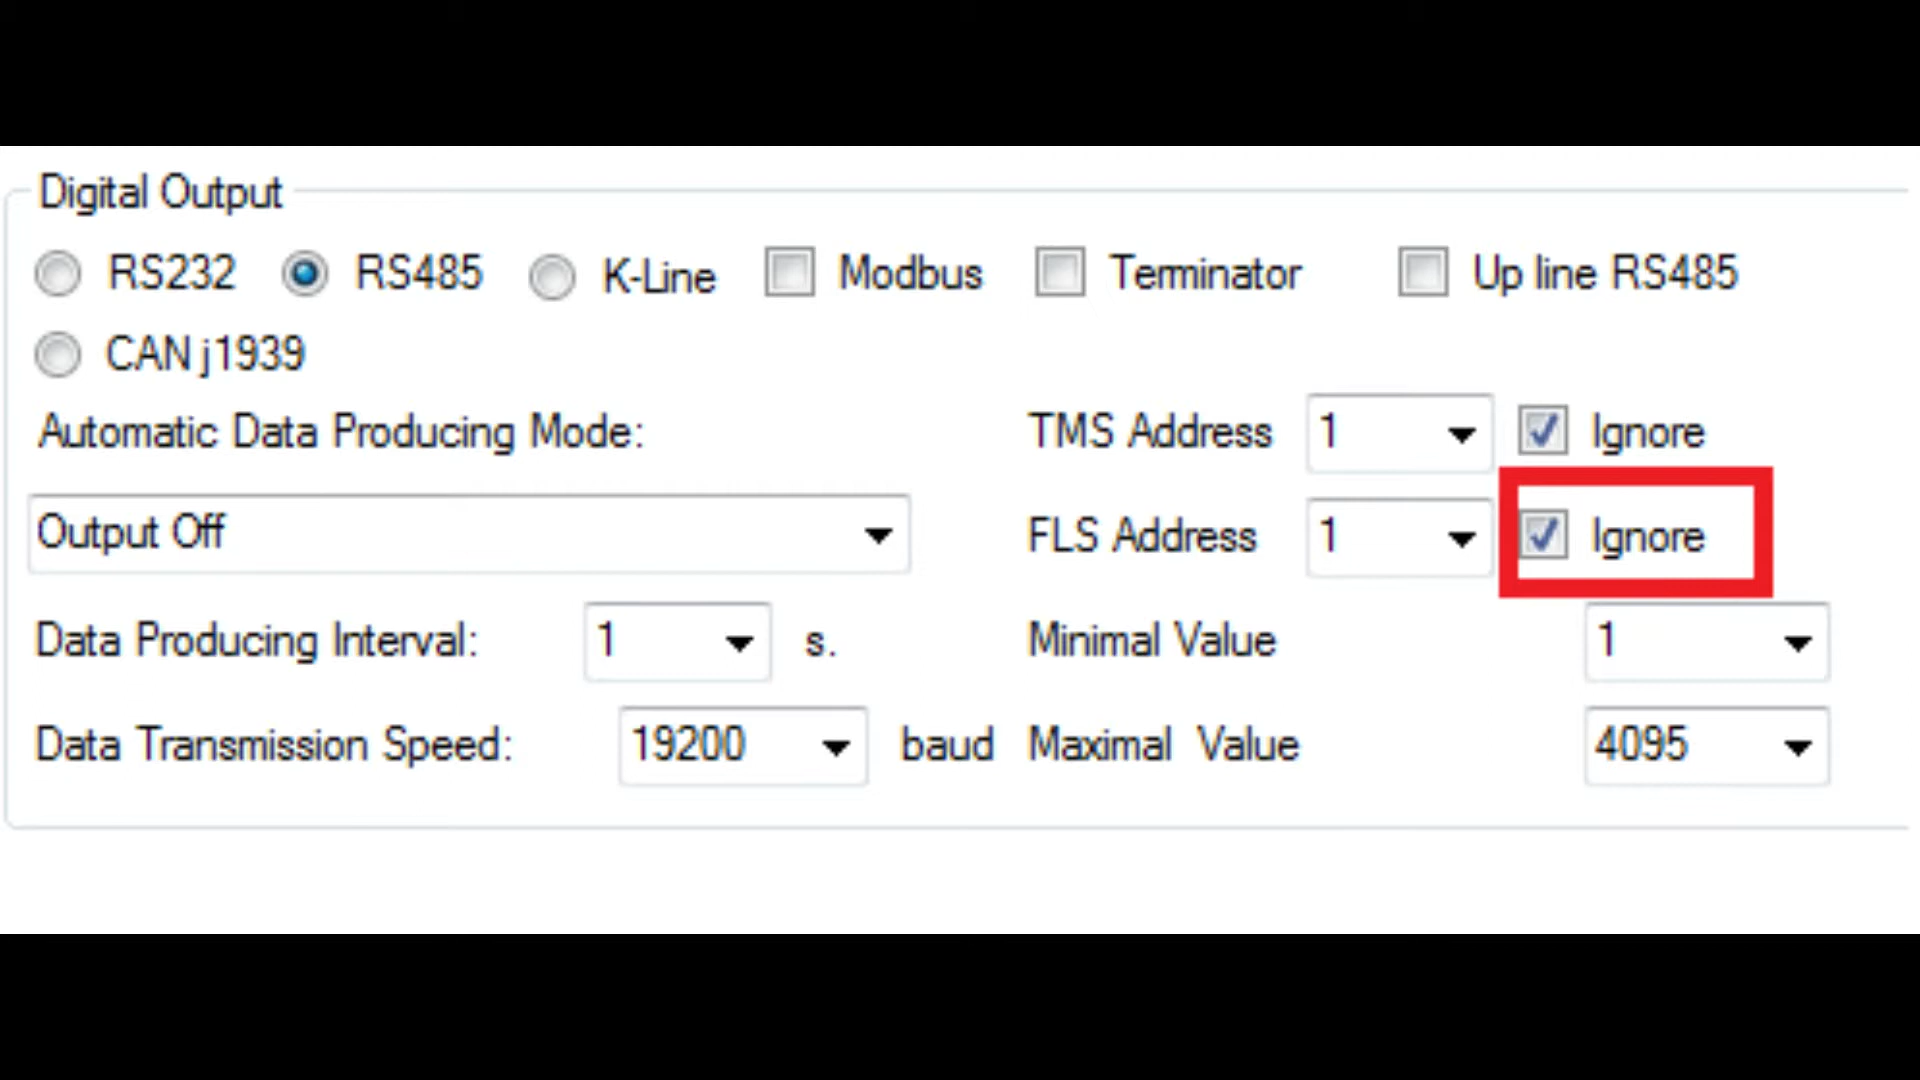 Digital Output
RS232 RS485 K-Line Modbus Terminator Up line RS485
CAN j1939
Automatic Data Producing Mode: TMS Address 1 Ignore
Output Off FLS Address 1 Ignore
Data Producing Interval: 1 s. Minimal Value 1
Data Transmission Speed: 19200 baud Maximal Value 4095